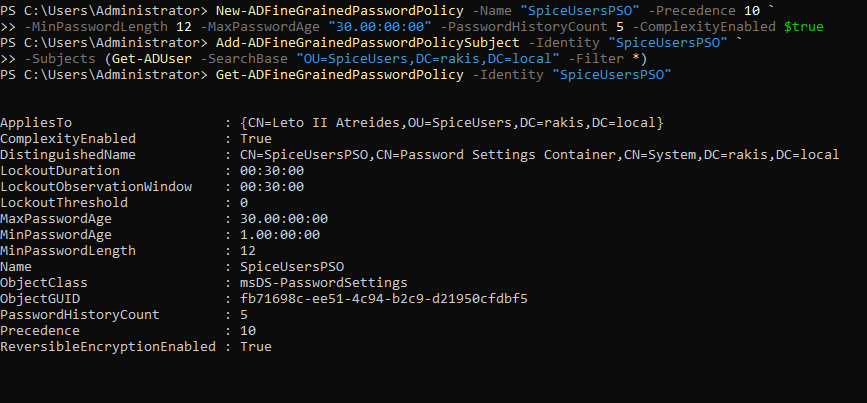 PS C:\Users\Administrator> New-ADFineGrainedPasswordPolicy -Name "SpiceUsersPSO" -Precedence 10 `
>> -MinPasswordLength 12 -MaxPasswordAge "30.00:00:00" -PasswordHistoryCount 5 -ComplexityEnabled $true
PS C:\Users\Administrator> Add-ADFineGrainedPasswordPolicySubject -Identity "SpiceUsersPSO" `
>> -Subjects (Get-ADUser -SearchBase "OU=SpiceUsers,DC=rakis,DC=local" -Filter *)
PS C:\Users\Administrator> Get-ADFineGrainedPasswordPolicy -Identity "SpiceUsersPSO"
AppliesTo : {CN=Leto II Atreides,OU=SpiceUsers,DC=rakis,DC=local}
ComplexityEnabled : True
DistinguishedName : CN=SpiceUsersPSO,CN=Password Settings Container,CN=System,DC=rakis,DC=local
LockoutDuration : 00:30:00
LockoutObservationWindow : 00:30:00
LockoutThreshold : 0
MaxPasswordAge : 30.00:00:00
MinPasswordAge : 1.00:00:00
MinPasswordLength : 12
Name : SpiceUsersPSO
ObjectClass : msDS-PasswordSettings
ObjectGUID : fb71698c-ee51-4c94-b2c9-d21950cfdbf5
PasswordHistoryCount : 5
Precedence : 10
ReversibleEncryptionEnabled : True